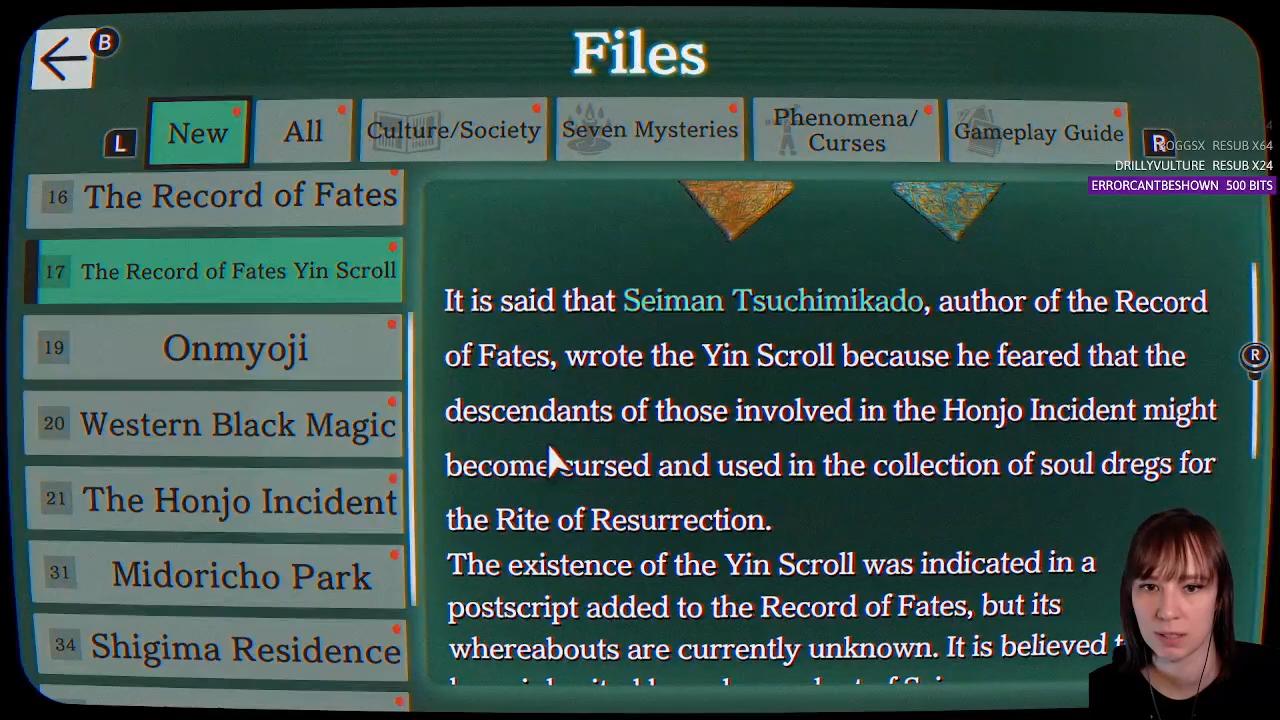 B
Files
L
New
All
Culture/Society
Seven Mysteries
Phenomena/
Curses
Gameplay Guide
R
RESUB X64
DRILLYVULTURE RESUB X24
ERRORCANTBESHOWN 500 BITS
16 The Record of Fates
17 The Record of Fates Yin Scroll
19 Onmyoji
20 Western Black Magic
21 The Honjo Incident
31 Midoricho Park
34 Shigima Residence
It is said that Seiman Tsuchimikado, author of the Record
of Fates, wrote the Yin Scroll because he feared that the
descendants of those involved in the Honjo Incident might
become cursed and used in the collection of soul dregs for
the Rite of Resurrection.
The existence of the Yin Scroll was indicated in a
postscript added to the Record of Fates, but its
whereabouts are currently unknown. It is believed
R